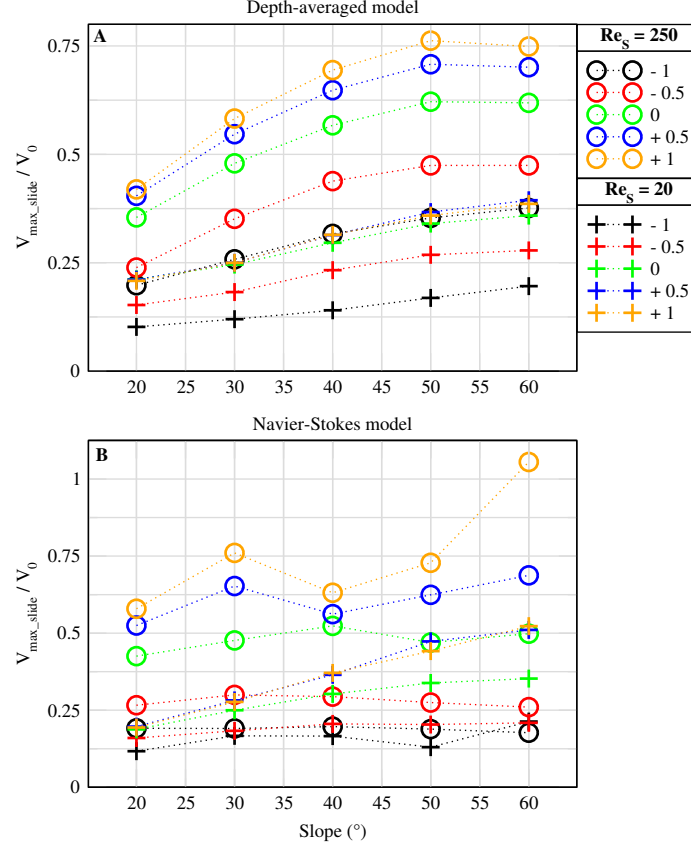 Depth-averaged model
A
0.75
0.5
0.25
0
V_max_slide / V_0
20 25 30 35 40 45 50 55 60
Re_S = 250
- 1
- 0.5
0
+ 0.5
+ 1
Re_S = 20
- 1
- 0.5
0
+ 0.5
+ 1
Navier-Stokes model
B
1
0.75
0.5
0.25
0
V_max_slide / V_0
20 25 30 35 40 45 50 55 60
Slope (°)